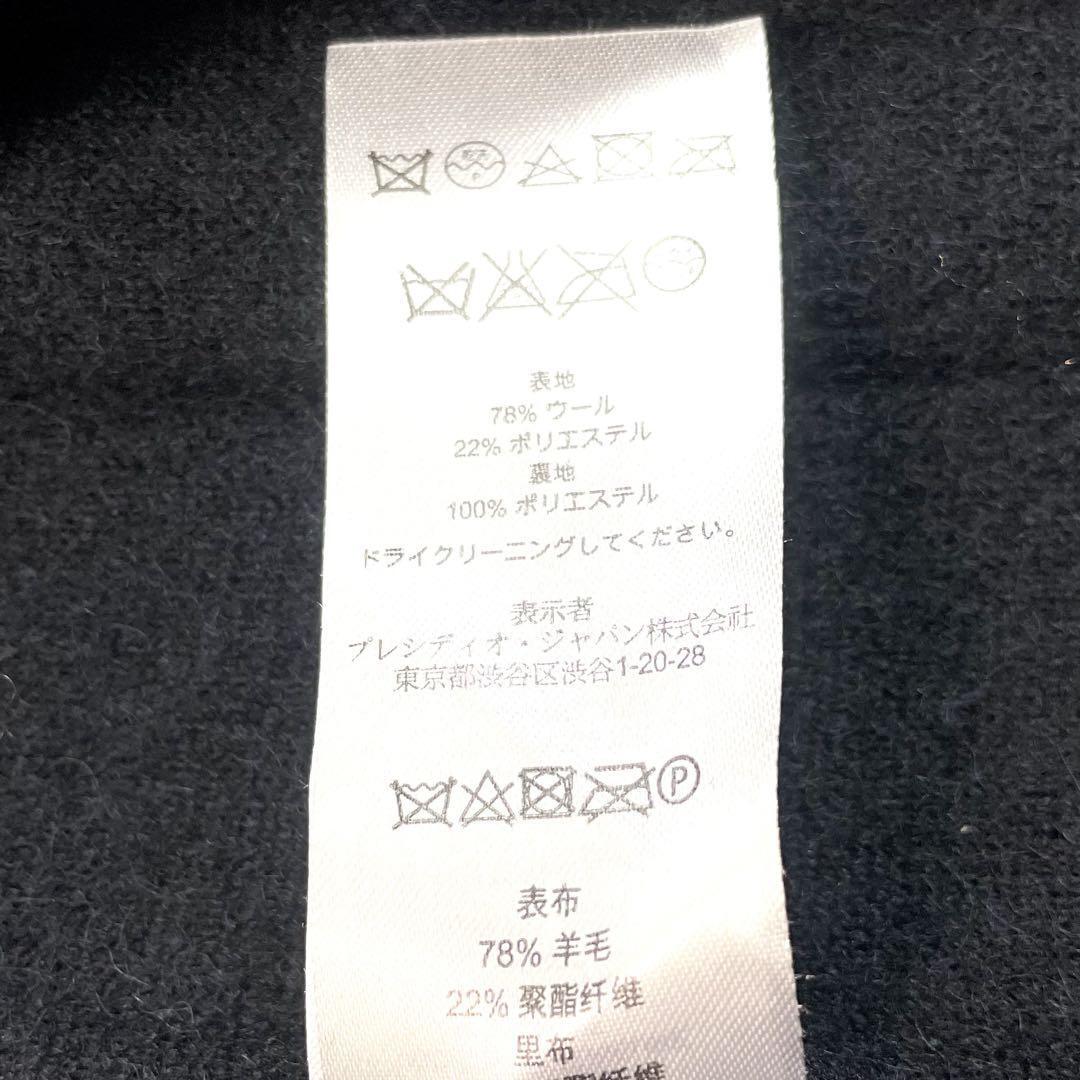 表地
78% ウール
22% ポリエステル
裏地
100% ポリエステル
ドライクリーニングしてください。
表示者
プレシディオ・ジャパン株式会社
東京都渋谷区渋谷1-20-28
P
表布
78% 羊毛
22% 聚酯纤维
里布